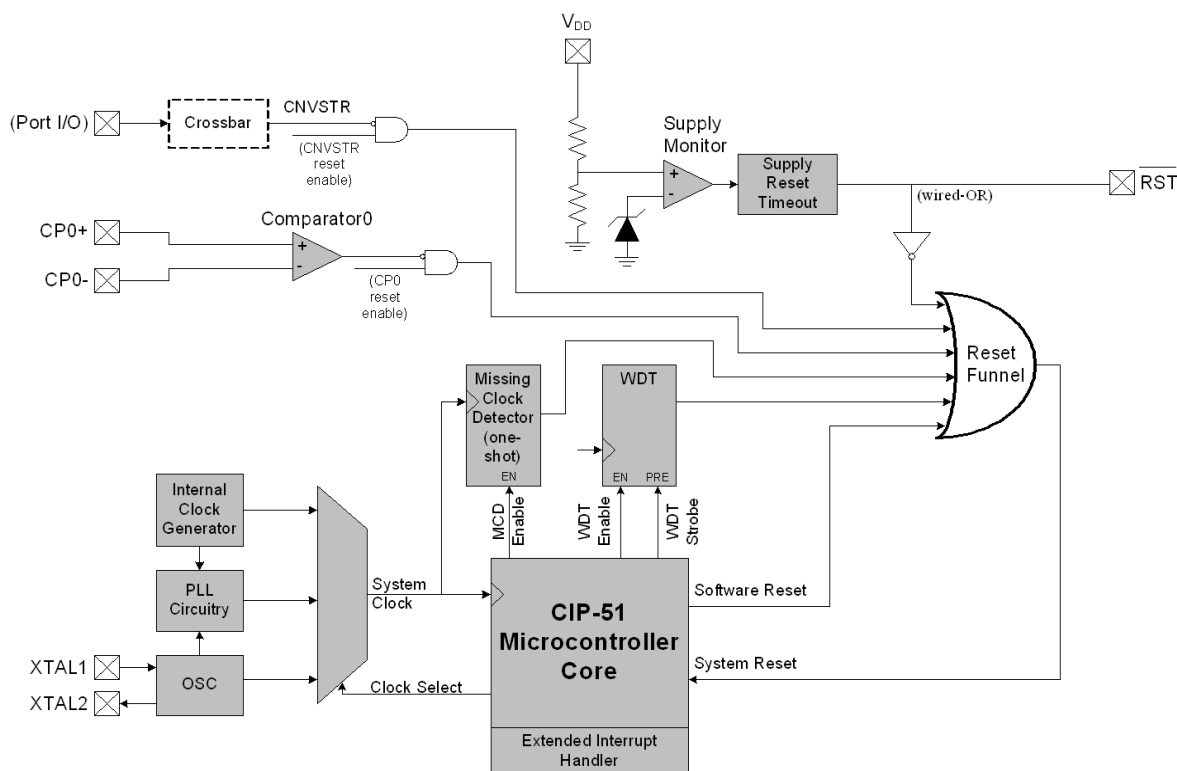 VDD
(Port I/O)
Crossbar
CNVSTR
(CNVSTR
reset
enable)
Supply
Monitor
+
-
Supply
Reset
Timeout
(wired-OR)
RST
Comparator0
CP0+
CP0-
+
-
(CP0
reset
enable)
Reset
Funnel
Missing
Clock
Detector
(one-
shot)
EN
WDT
EN
PRE
MCD
Enable
WDT
Enable
WDT
Strobe
Internal
Clock
Generator
PLL
Circuitry
OSC
XTAL1
XTAL2
System
Clock
Clock Select
CIP-51
Microcontroller
Core
Software Reset
System Reset
Extended Interrupt
Handler